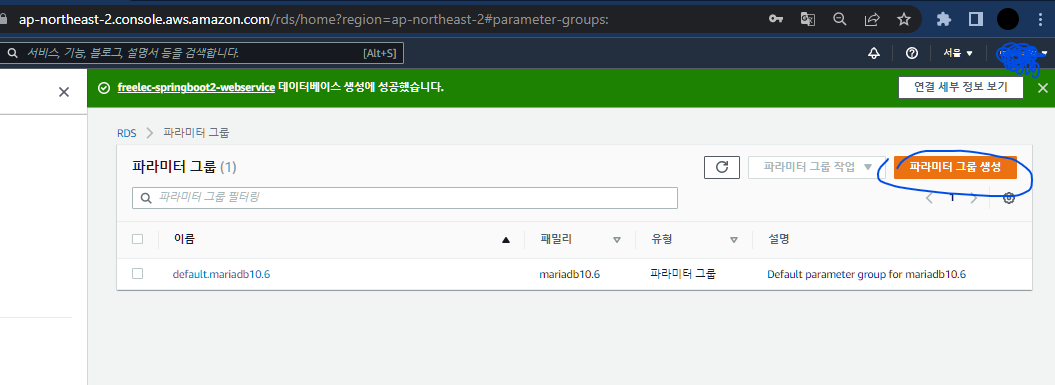 ap-northeast-2.console.aws.amazon.com/rds/home?region=ap-northeast-2#parameter-groups:
서비스, 기능, 블로그, 설명서 등을 검색합니다. [Alt+S] 서울
freelec-springboot2-webservice 데이터베이스 생성에 성공했습니다. 연결 세부 정보 보기
RDS > 파라미터 그룹
파라미터 그룹 (1) 파라미터 그룹 작업 파라미터 그룹 생성
파라미터 그룹 필터링 1
이름 패밀리 유형 설명
default.mariadb10.6 mariadb10.6 파라미터 그룹 Default parameter group for mariadb10.6